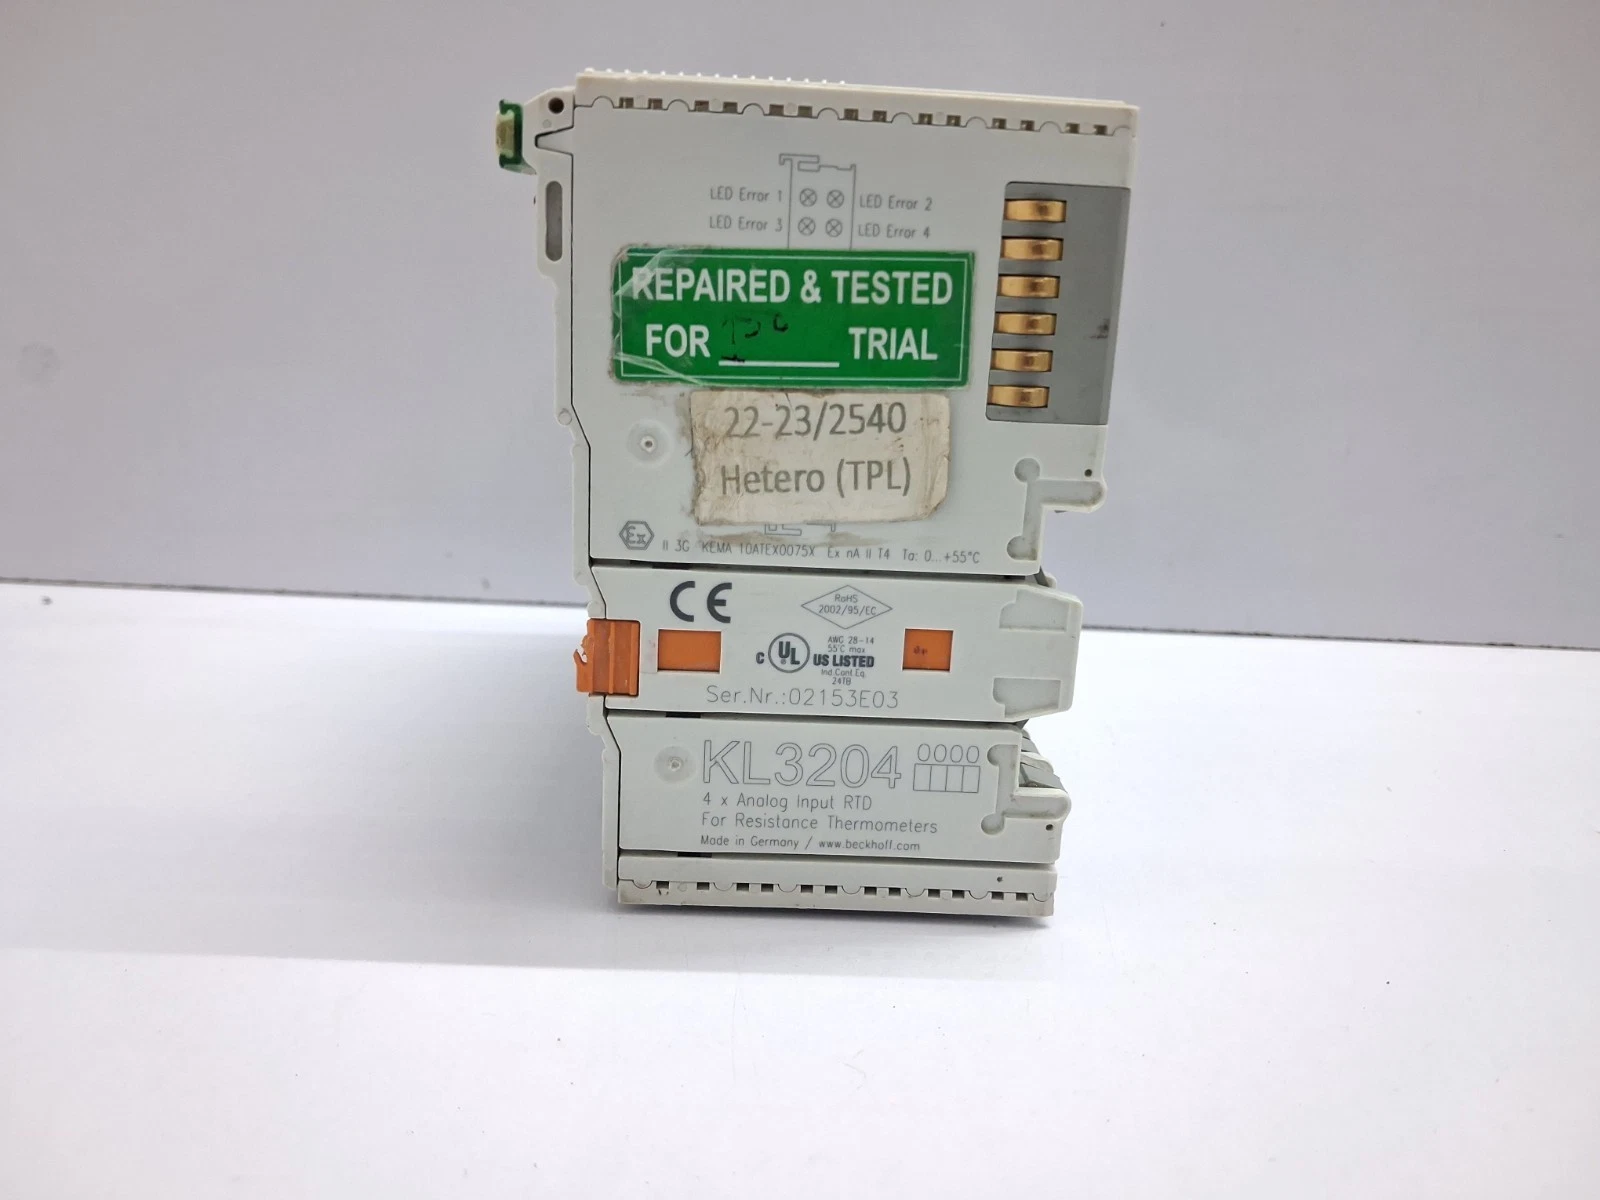 LED Error 1
LED Error 2
LED Error 3
LED Error 4
REPAIRED & TESTED
FOR
TRIAL
22-23/2540
Hetero (TPL)
Ex II 3G KEMA 10ATEX0075X Ex nA II T4 Ta: 0...+55°C
CE
RoHS
2002/95/EC
C UL US LISTED
AWG 28-14
55°C max
Ind.Cont.Eq.
24TB
Ser.Nr.:02153E03
KL3204
4 x Analog Input RTD
For Resistance Thermometers
Made in Germany / www.beckhoff.com